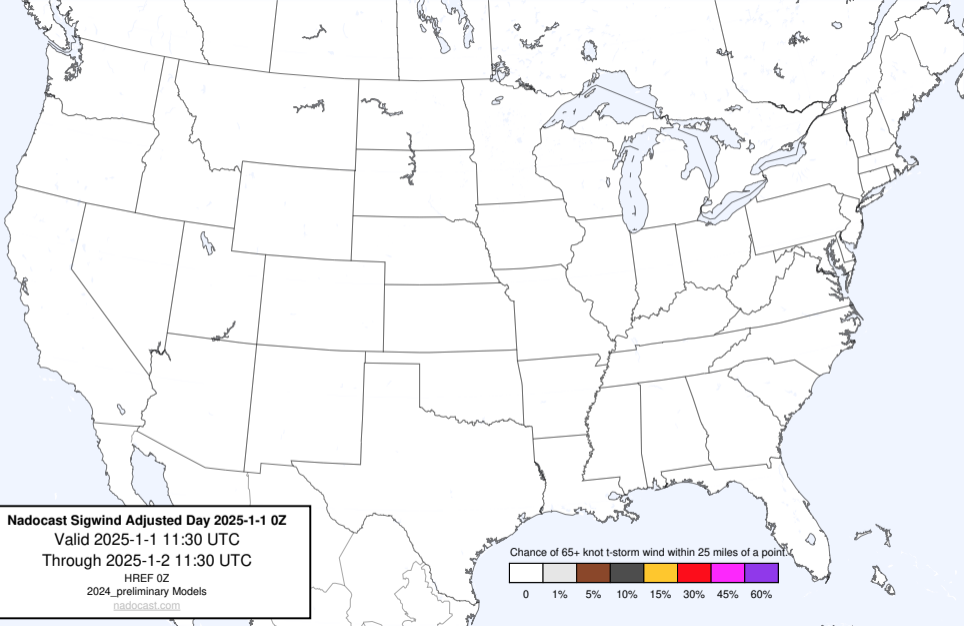 Nadocast Sigwind Adjusted Day 2025-1-1 0Z
Valid 2025-1-1 11:30 UTC
Through 2025-1-2 11:30 UTC
HREF 0Z
2024_preliminary Models
nadocast.com
Chance of 65+ knot t-storm wind within 25 miles of a point.
0 1% 5% 10% 15% 30% 45% 60%